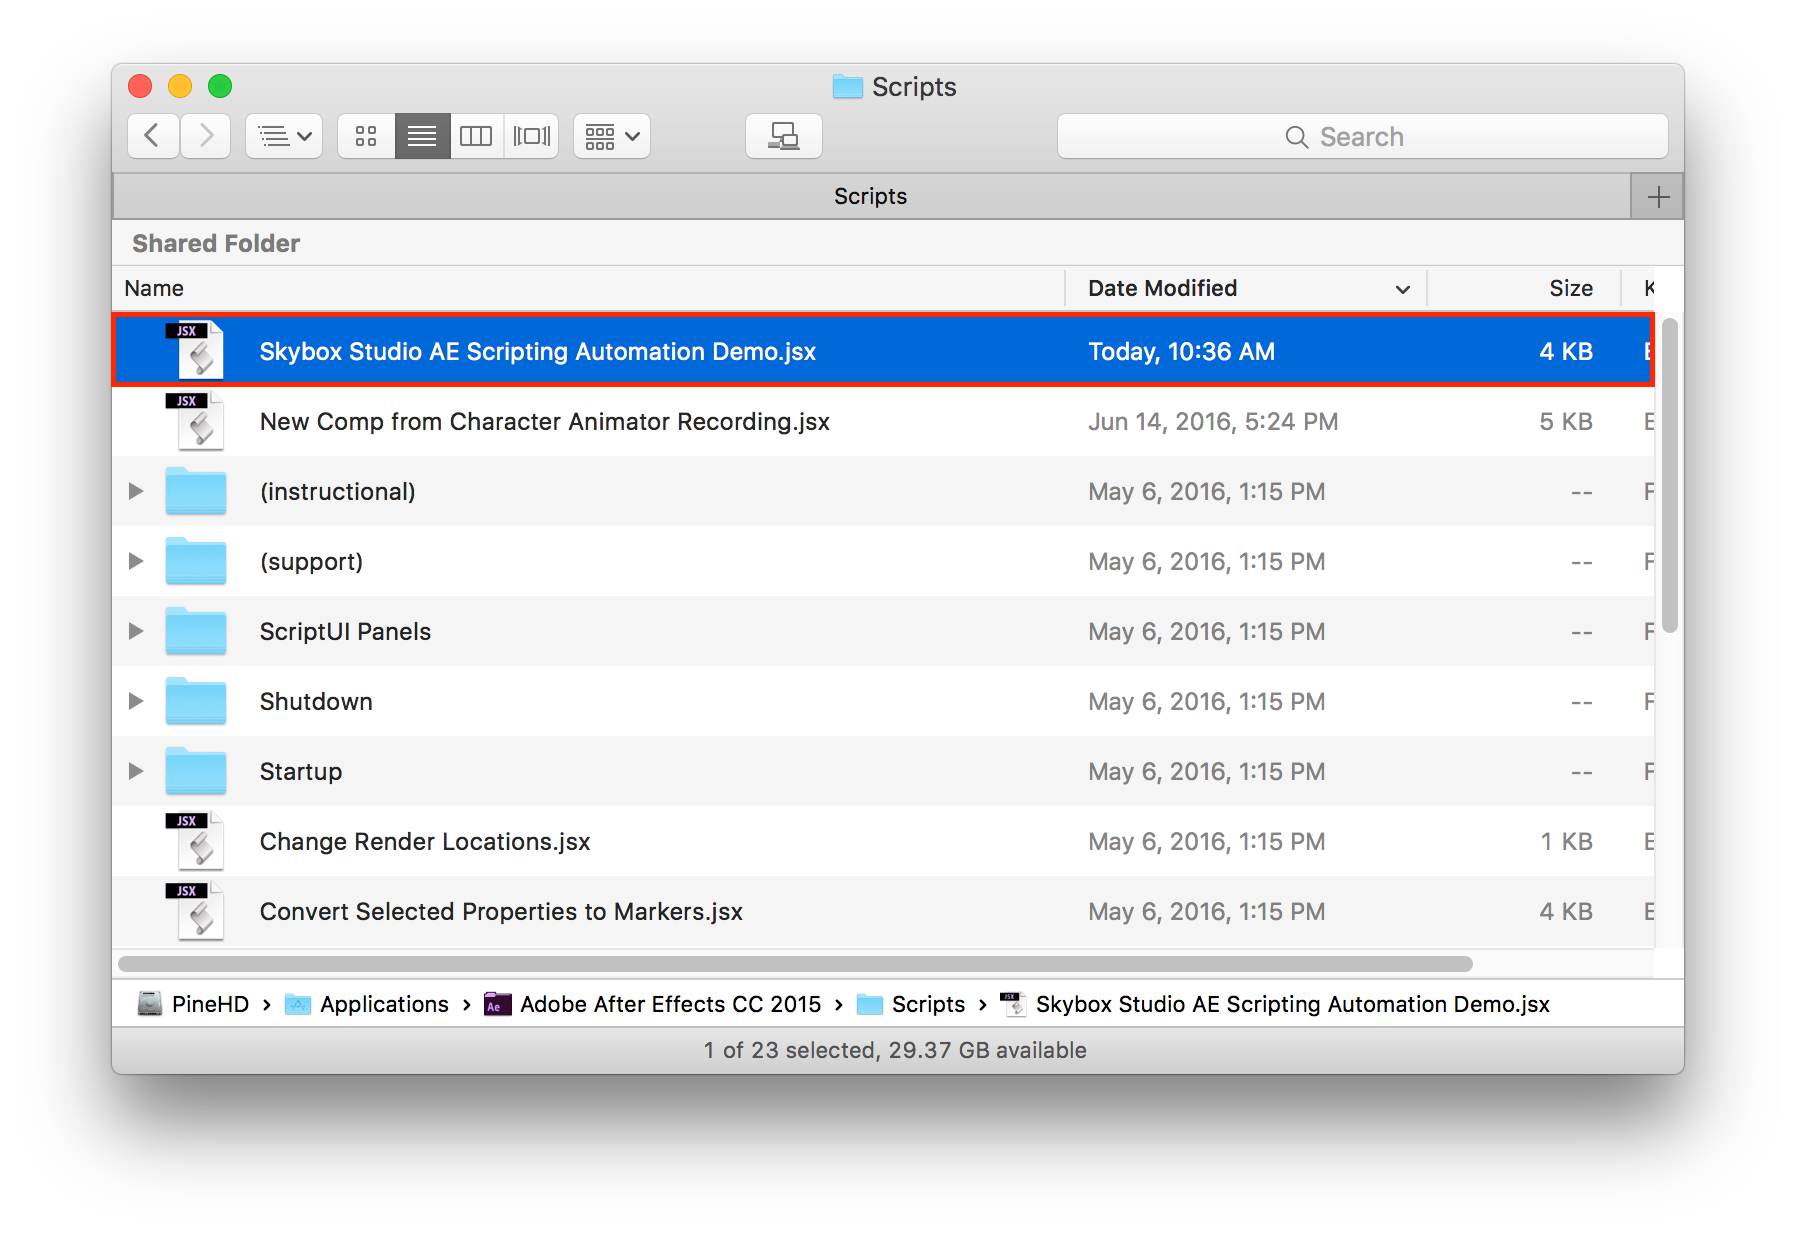 Scripts
Search
Scripts
Shared Folder
Name Date Modified Size
JSX Skybox Studio AE Scripting Automation Demo.jsx Today, 10:36 AM 4 KB
JSX New Comp from Character Animator Recording.jsx Jun 14, 2016, 5:24 PM 5 KB
(instructional) May 6, 2016, 1:15 PM --
(support) May 6, 2016, 1:15 PM --
ScriptUI Panels May 6, 2016, 1:15 PM --
Shutdown May 6, 2016, 1:15 PM --
Startup May 6, 2016, 1:15 PM --
JSX Change Render Locations.jsx May 6, 2016, 1:15 PM 1 KB
JSX Convert Selected Properties to Markers.jsx May 6, 2016, 1:15 PM 4 KB
PineHD › Applications › Ae Adobe After Effects CC 2015 › Scripts › JSX Skybox Studio AE Scripting Automation Demo.jsx
1 of 23 selected, 29.37 GB available